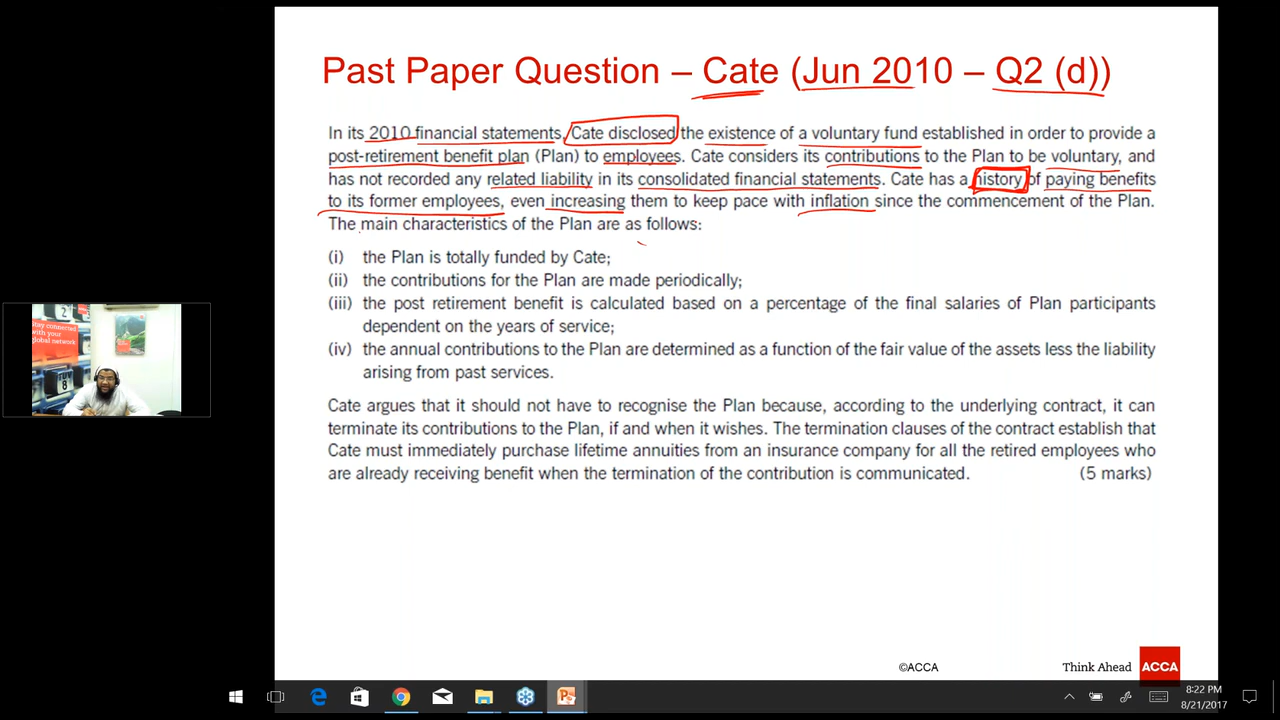 Past Paper Question – Cate (Jun 2010 – Q2 (d))
In its 2010 financial statements, Cate disclosed the existence of a voluntary fund established in order to provide a
post-retirement benefit plan (Plan) to employees. Cate considers its contributions to the Plan to be voluntary, and
has not recorded any related liability in its consolidated financial statements. Cate has a history of paying benefits
to its former employees, even increasing them to keep pace with inflation since the commencement of the Plan.
The main characteristics of the Plan are as follows:
(i) the Plan is totally funded by Cate;
(ii) the contributions for the Plan are made periodically;
(iii) the post retirement benefit is calculated based on a percentage of the final salaries of Plan participants
dependent on the years of service;
(iv) the annual contributions to the Plan are determined as a function of the fair value of the assets less the liability
arising from past services.
Stay connected
with your
global network
Cate argues that it should not have to recognise the Plan because, according to the underlying contract, it can
terminate its contributions to the Plan, if and when it wishes. The termination clauses of the contract establish that
Cate must immediately purchase lifetime annuities from an insurance company for all the retired employees who
are already receiving benefit when the termination of the contribution is communicated. (5 marks)
©ACCA
Think Ahead ACCA
8:22 PM
8/21/2017